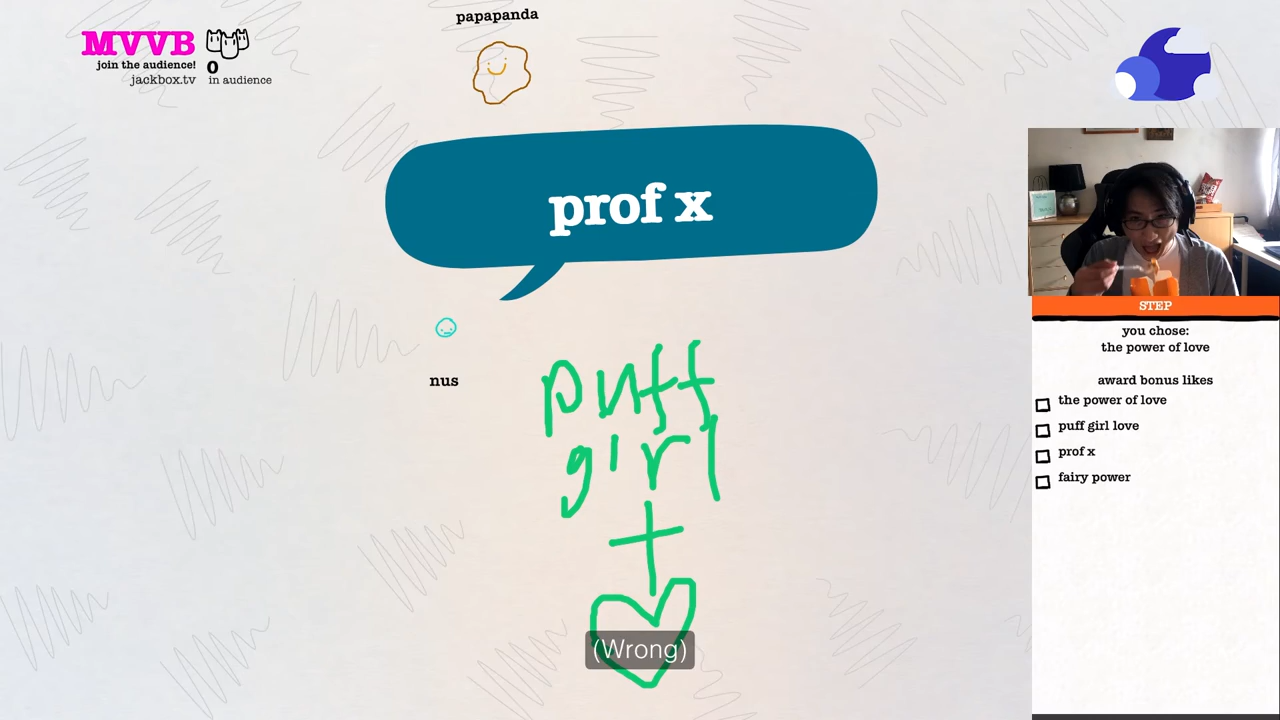 papapanda
MVVB
join the audience!
jackbox.tv
0
in audience
prof x
nus
puff
girl
+
(Wrong)
STEP
you chose:
the power of love
award bonus likes
the power of love
puff girl love
prof x
fairy power